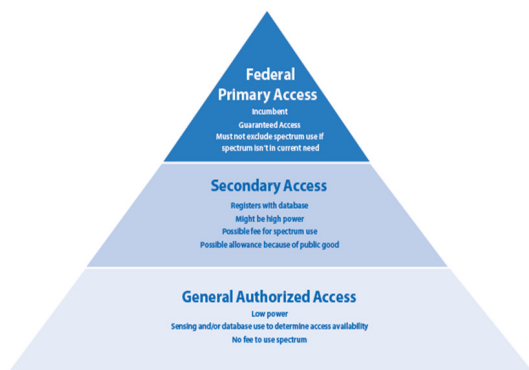 Federal
Primary Access
Incumbent
Guaranteed Access
Must not exclude spectrum use if
spectrum isn't in current need
Secondary Access
Registers with database
Might be high power
Possible fee for spectrum use
Possible allowance because of public good
General Authorized Access
Low power
Sensing and/or database use to determine access availability
No fee to use spectrum